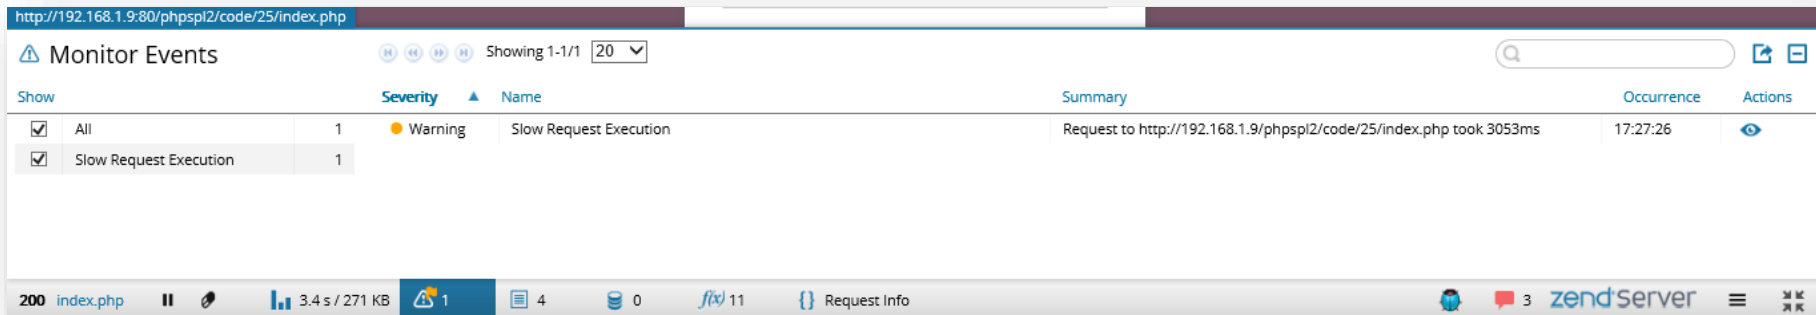 http://192.168.1.9:80/phpspl2/code/25/index.php
Monitor Events Showing 1-1/1 20
Show Severity Name Summary Occurrence Actions
All 1 Warning Slow Request Execution Request to http://192.168.1.9/phpspl2/code/25/index.php took 3053ms 17:27:26
Slow Request Execution 1
200 index.php 3.4 s / 271 KB 1 4 0 f(x) 11 {} Request Info 3 zend Server